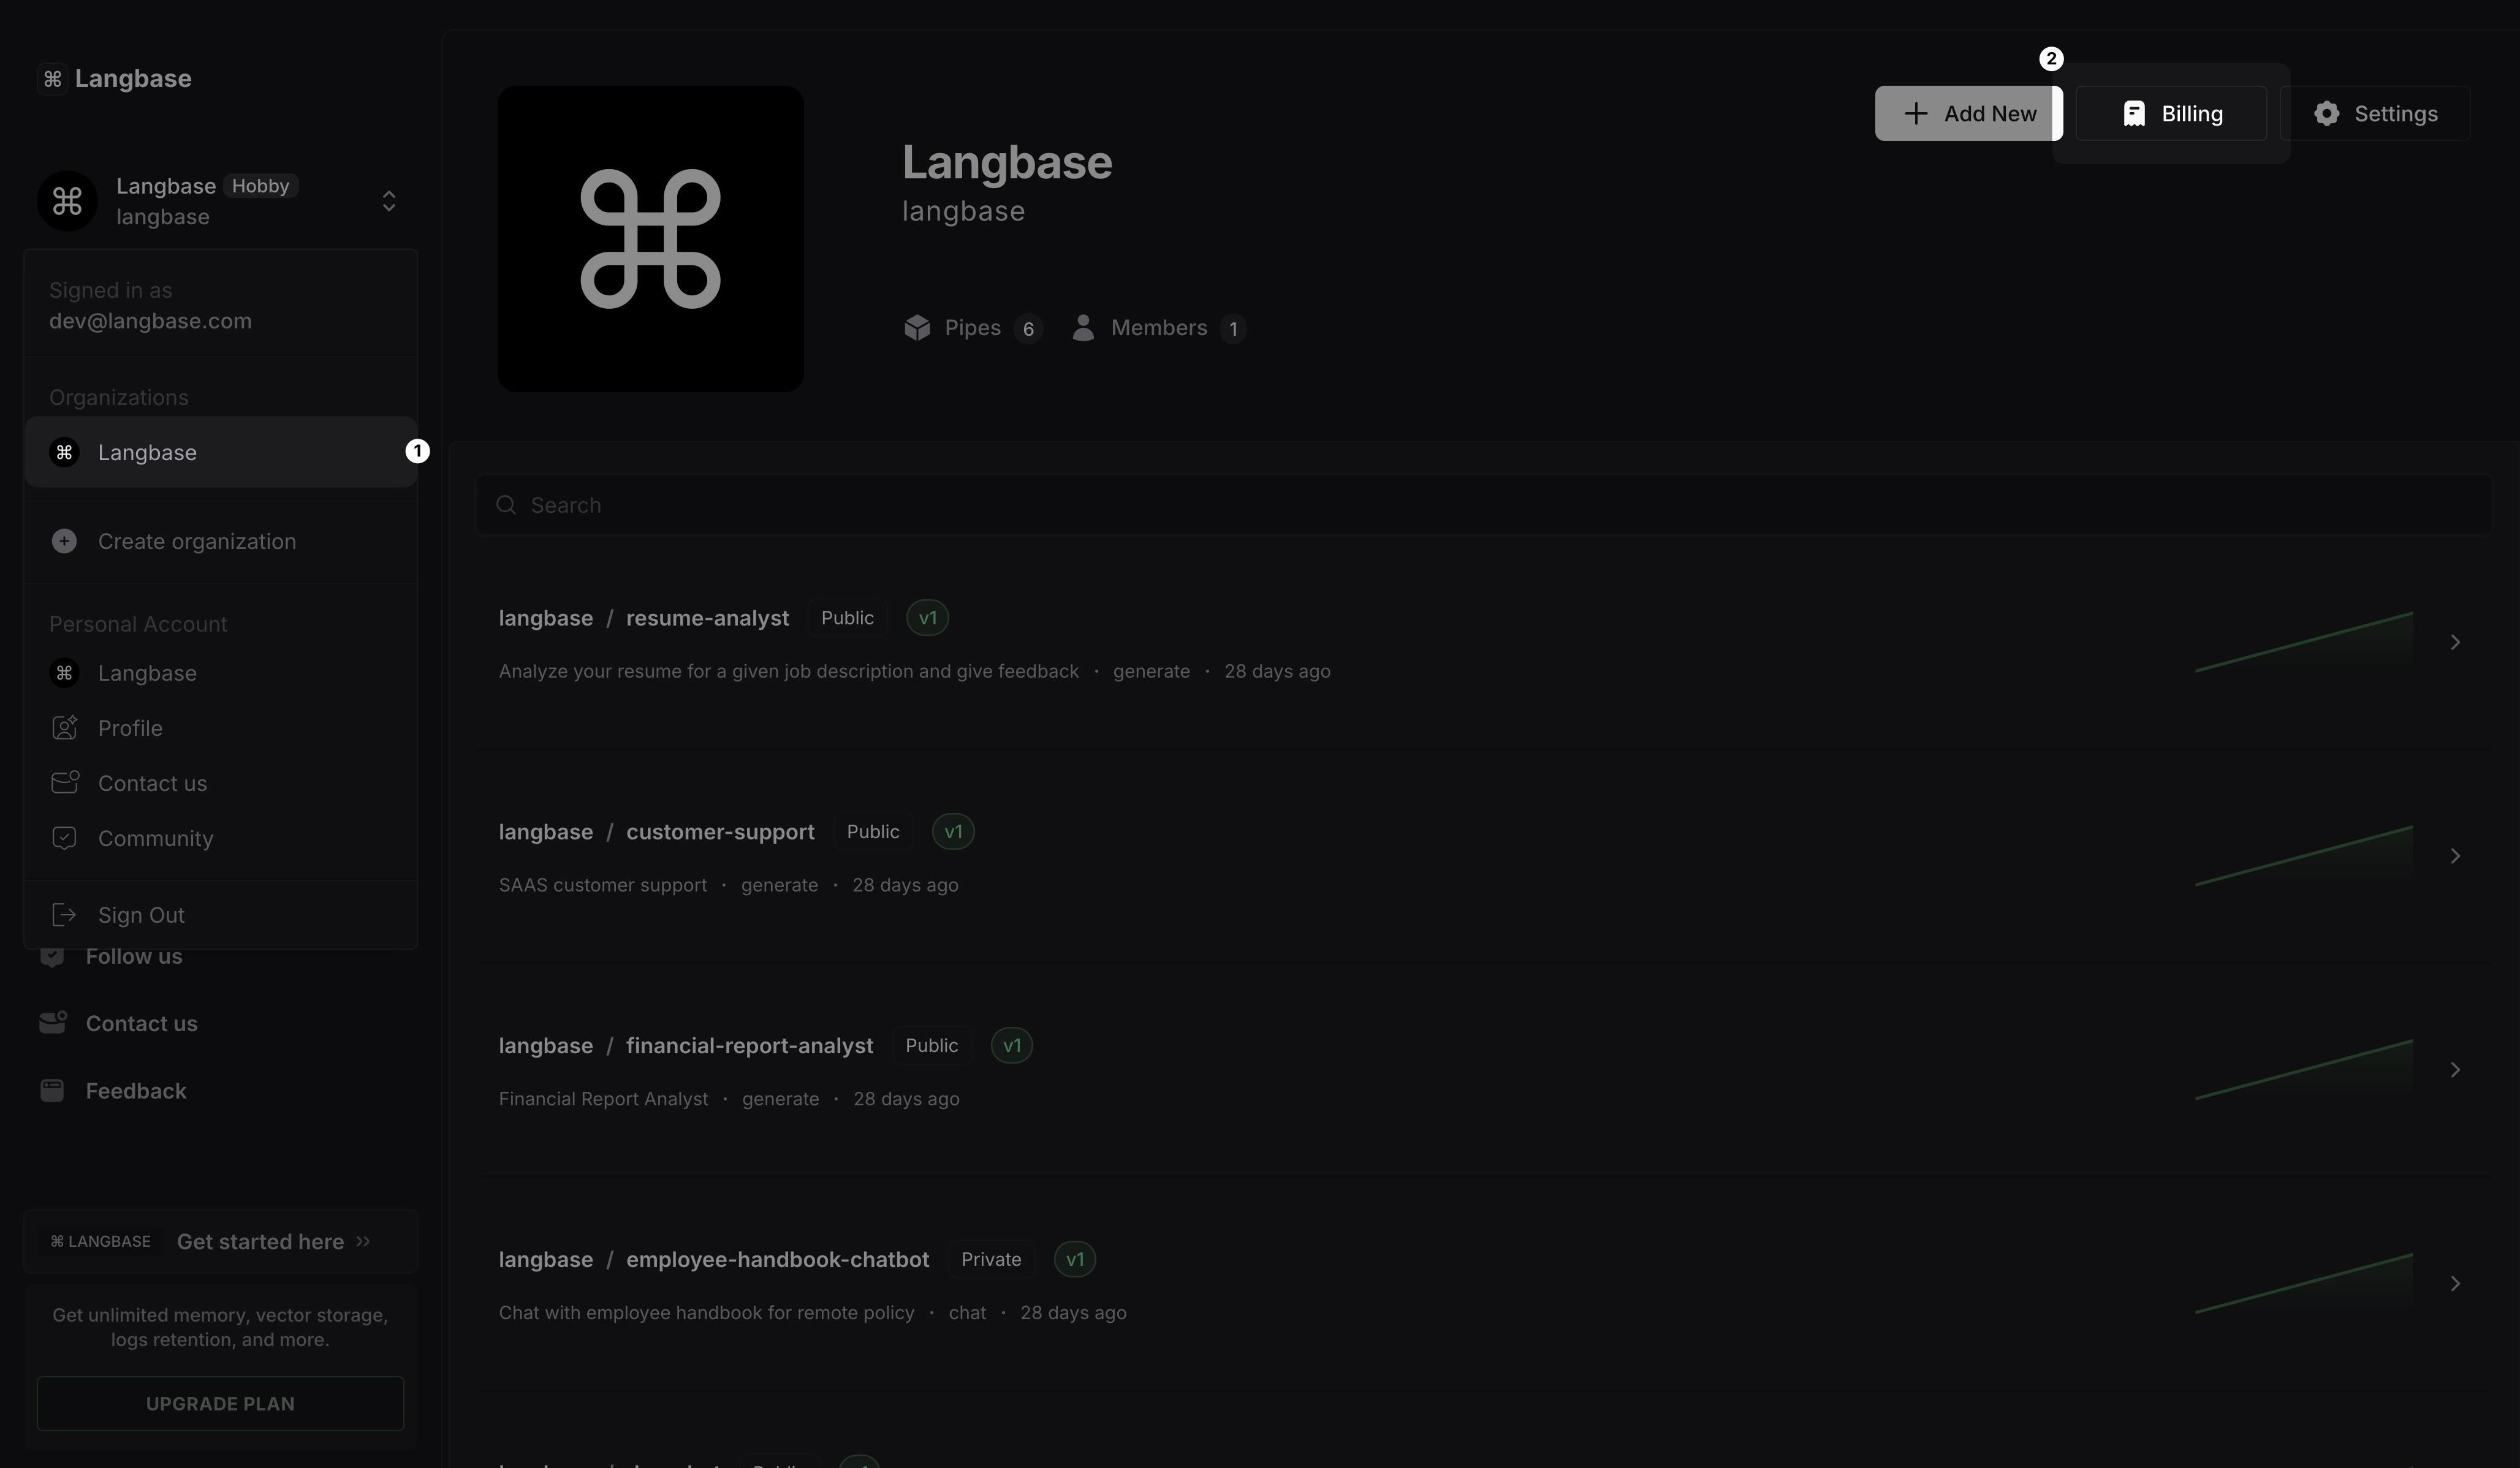 Langbase
Langbase Hobby
langbase
Signed in as
dev@langbase.com
Organizations
Langbase 1
Create organization
Personal Account
Langbase
Profile
Contact us
Community
Sign Out
Follow us
Contact us
Feedback
LANGBASE Get started here
Get unlimited memory, vector storage,
logs retention, and more.
UPGRADE PLAN
2
Add New Billing Settings
Langbase
langbase
Pipes 6 Members 1
Search
langbase / resume-analyst Public v1
Analyze your resume for a given job description and give feedback · generate · 28 days ago
langbase / customer-support Public v1
SAAS customer support · generate · 28 days ago
langbase / financial-report-analyst Public v1
Financial Report Analyst · generate · 28 days ago
langbase / employee-handbook-chatbot Private v1
Chat with employee handbook for remote policy · chat · 28 days ago